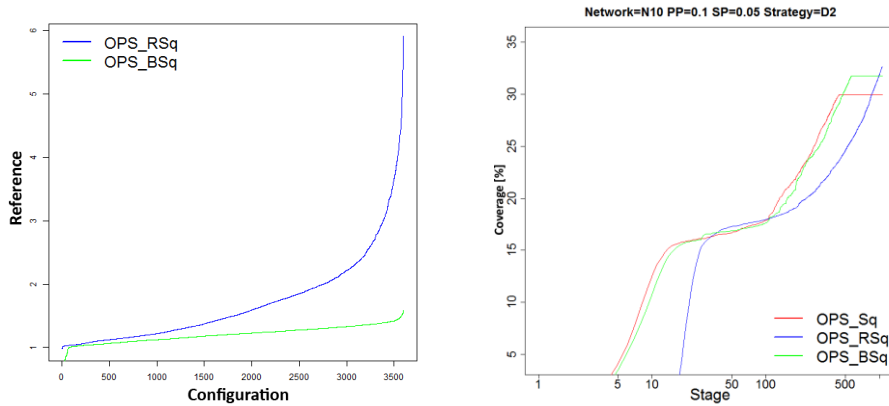 OPS_RSq
OPS_BSq
Reference
6
5
4
3
2
1
0
500
1000
1500
2000
2500
3000
3500
Configuration
Network=N10 PP=0.1 SP=0.05 Strategy=D2
Coverage [%]
35
30
25
20
15
10
5
OPS_Sq
OPS_RSq
OPS_BSq
1
5
10
50
100
500
Stage